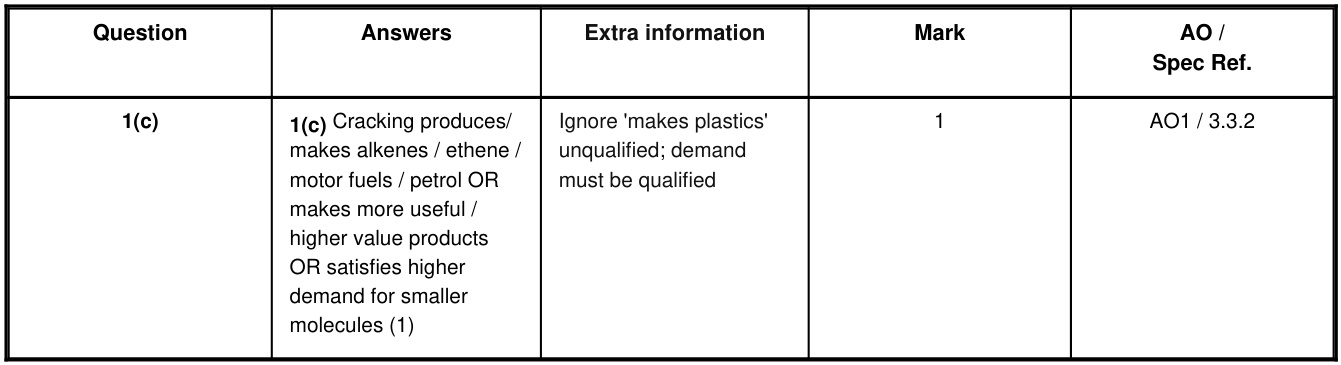 Question Answers Extra information Mark AO /
Spec Ref.
1(c)
1(c) Cracking produces/
makes alkenes / ethene /
motor fuels / petrol OR
makes more useful /
higher value products
OR satisfies higher
demand for smaller
molecules (1)
Ignore 'makes plastics'
unqualified; demand
must be qualified
1
AO1 / 3.3.2